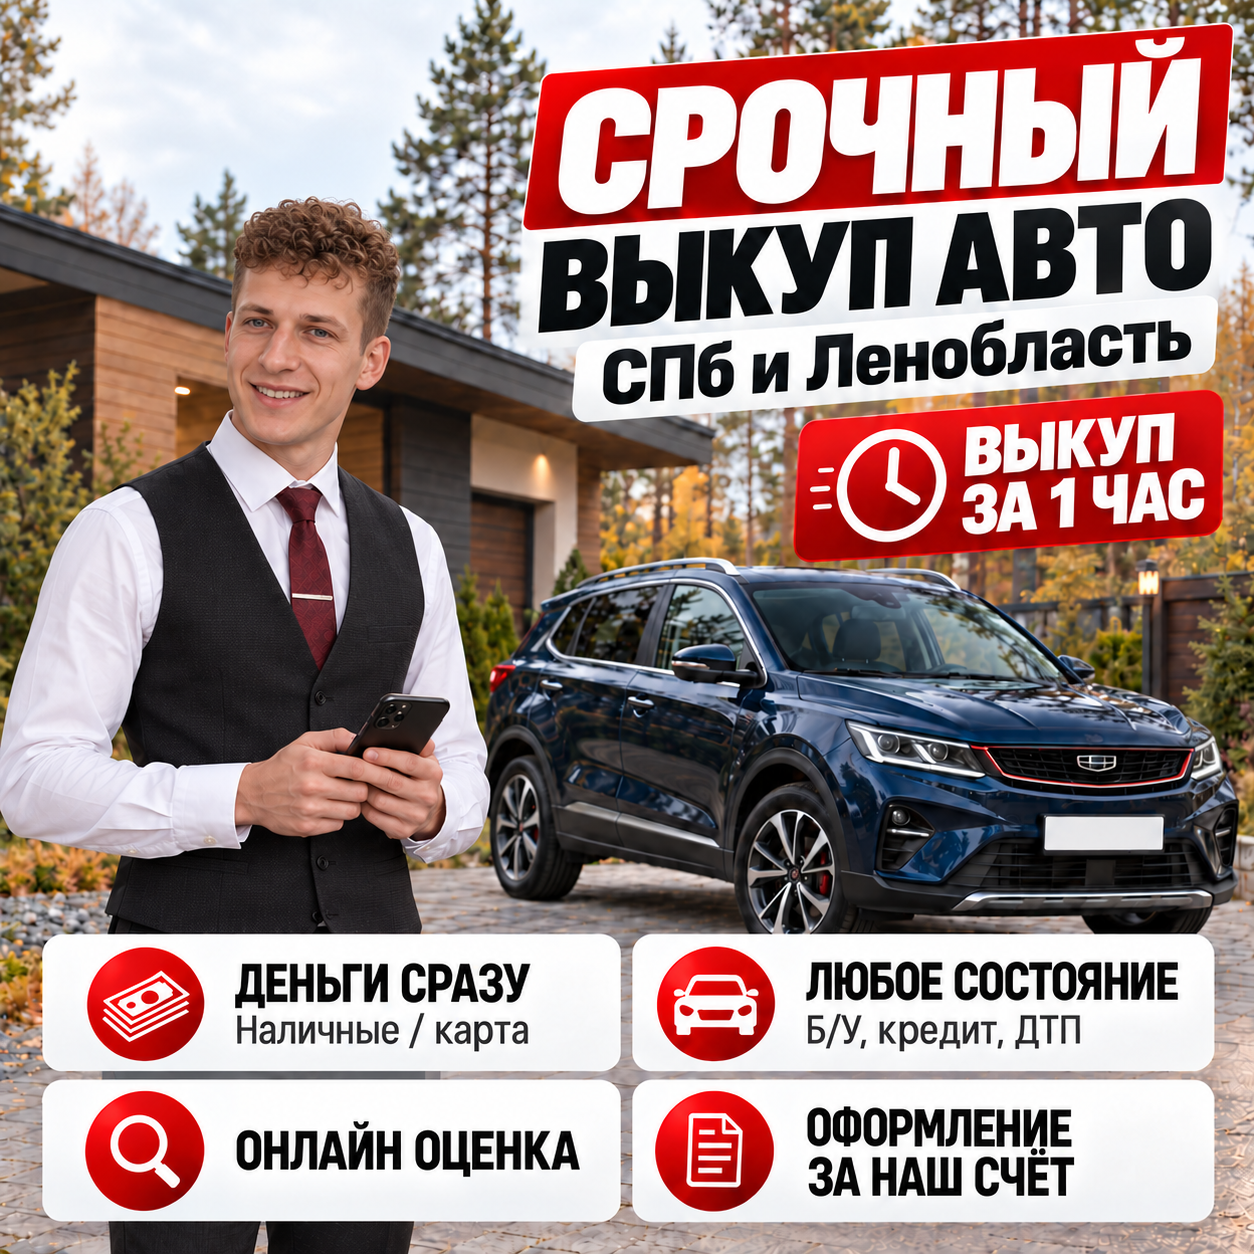 СРОЧНЫЙ
ВЫКУП АВТО
СПб и Ленобласть
ВЫКУП
ЗА 1 ЧАС
ДЕНЬГИ СРАЗУ
Наличные / карта
ЛЮБОЕ СОСТОЯНИЕ
Б/У, кредит, ДТП
ОНЛАЙН ОЦЕНКА
ОФОРМЛЕНИЕ
ЗА НАШ СЧЁТ